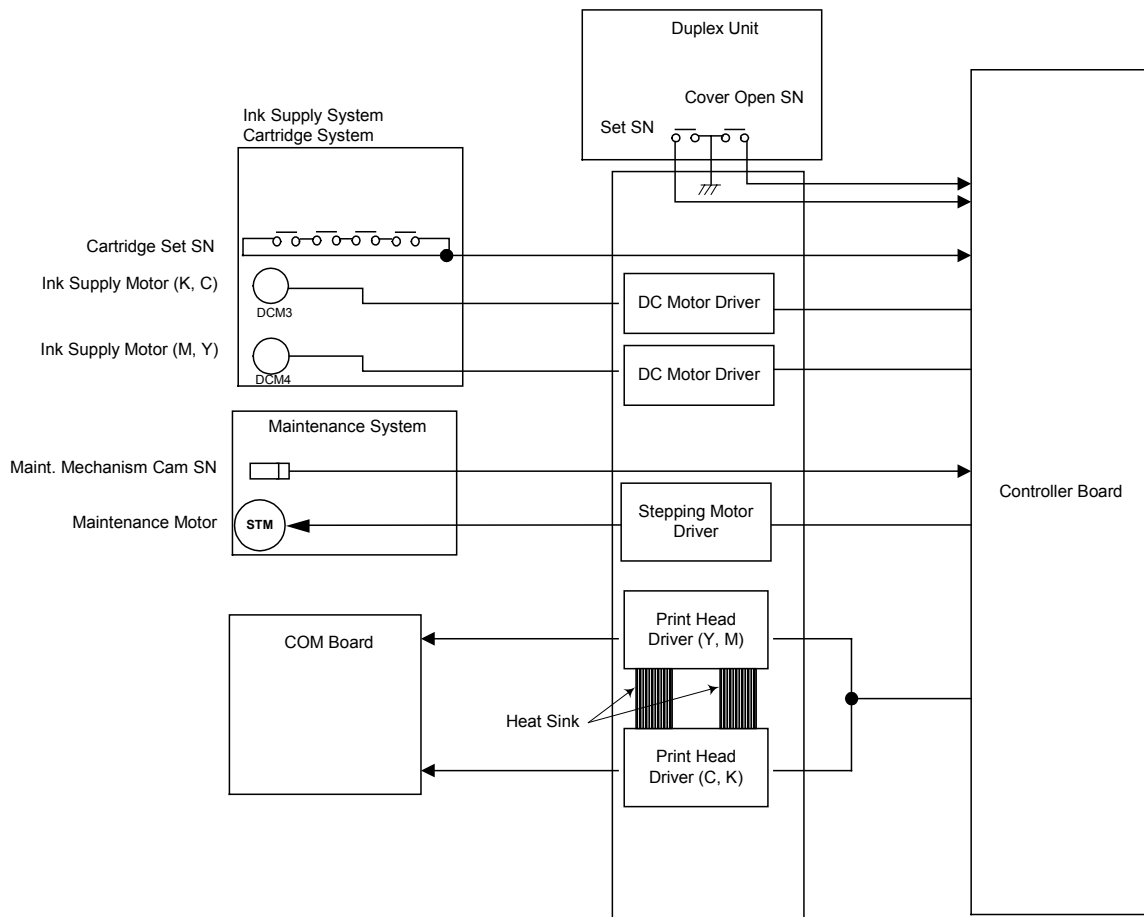 Duplex Unit
Cover Open SN
Set SN
Ink Supply System
Cartridge System
Cartridge Set SN
Ink Supply Motor (K, C)
DCM3
DC Motor Driver
Ink Supply Motor (M, Y)
DCM4
DC Motor Driver
Maintenance System
Maint. Mechanism Cam SN
Controller Board
Maintenance Motor
STM
Stepping Motor
Driver
COM Board
Print Head
Driver (Y, M)
Heat Sink
Print Head
Driver (C, K)